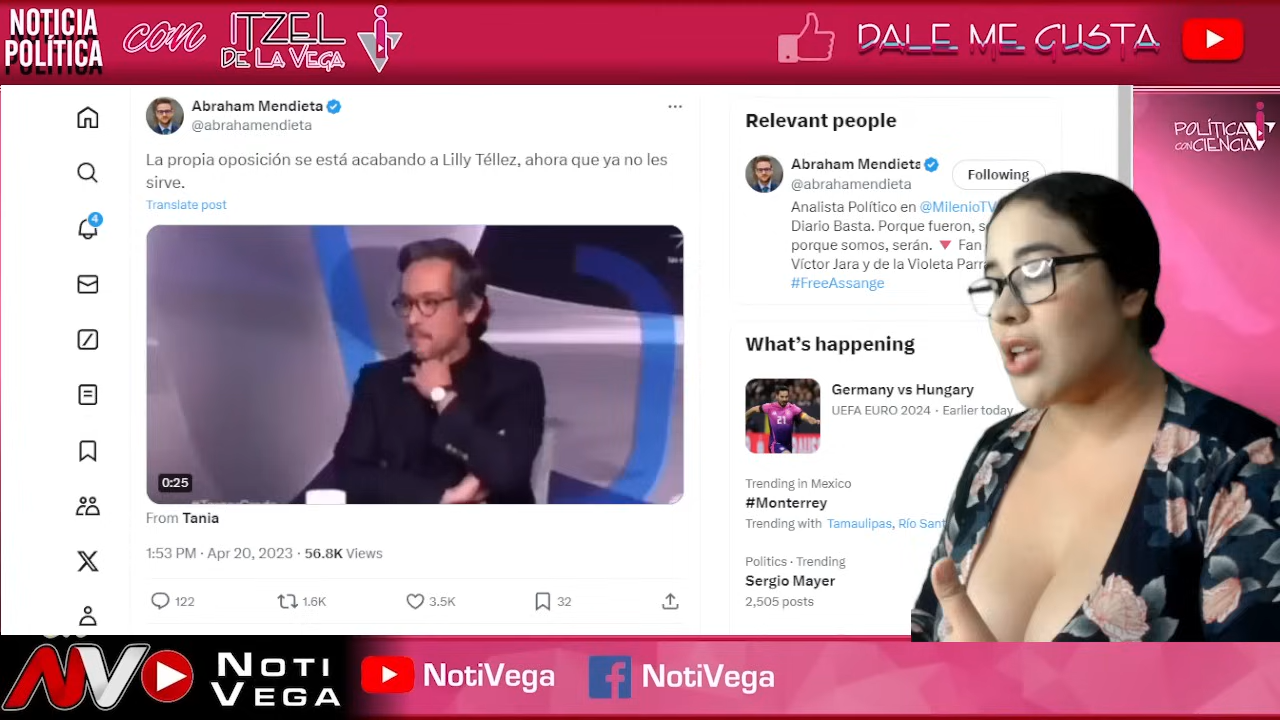 NOTICIA
POLÍTICA
con
ITZEL
DE LA VEGA
DALE ME GUSTA
Abraham Mendieta
@abrahamendieta
La propia oposición se está acabando a Lilly Téllez, ahora que ya no les
sirve.
Translate post
0:25
From Tania
1:53 PM · Apr 20, 2023 · 56.8K Views
122
1.6K
3.5K
32
4
Relevant people
Abraham Mendieta
@abrahamendieta
Following
Analista Político en @MilenioTV
Diario Basta. Porque fueron,
porque somos, serán. Fan
Víctor Jara y de la Violeta Parra
#FreeAssange
What's happening
Germany vs Hungary
UEFA EURO 2024 · Earlier today
21
Trending in Mexico
#Monterrey
Trending with Tamaulipas, Río
Politics · Trending
Sergio Mayer
2,505 posts
POLÍTICA
CON CIENCIA
NV
NOTI
VEGA
NotiVega
NotiVega